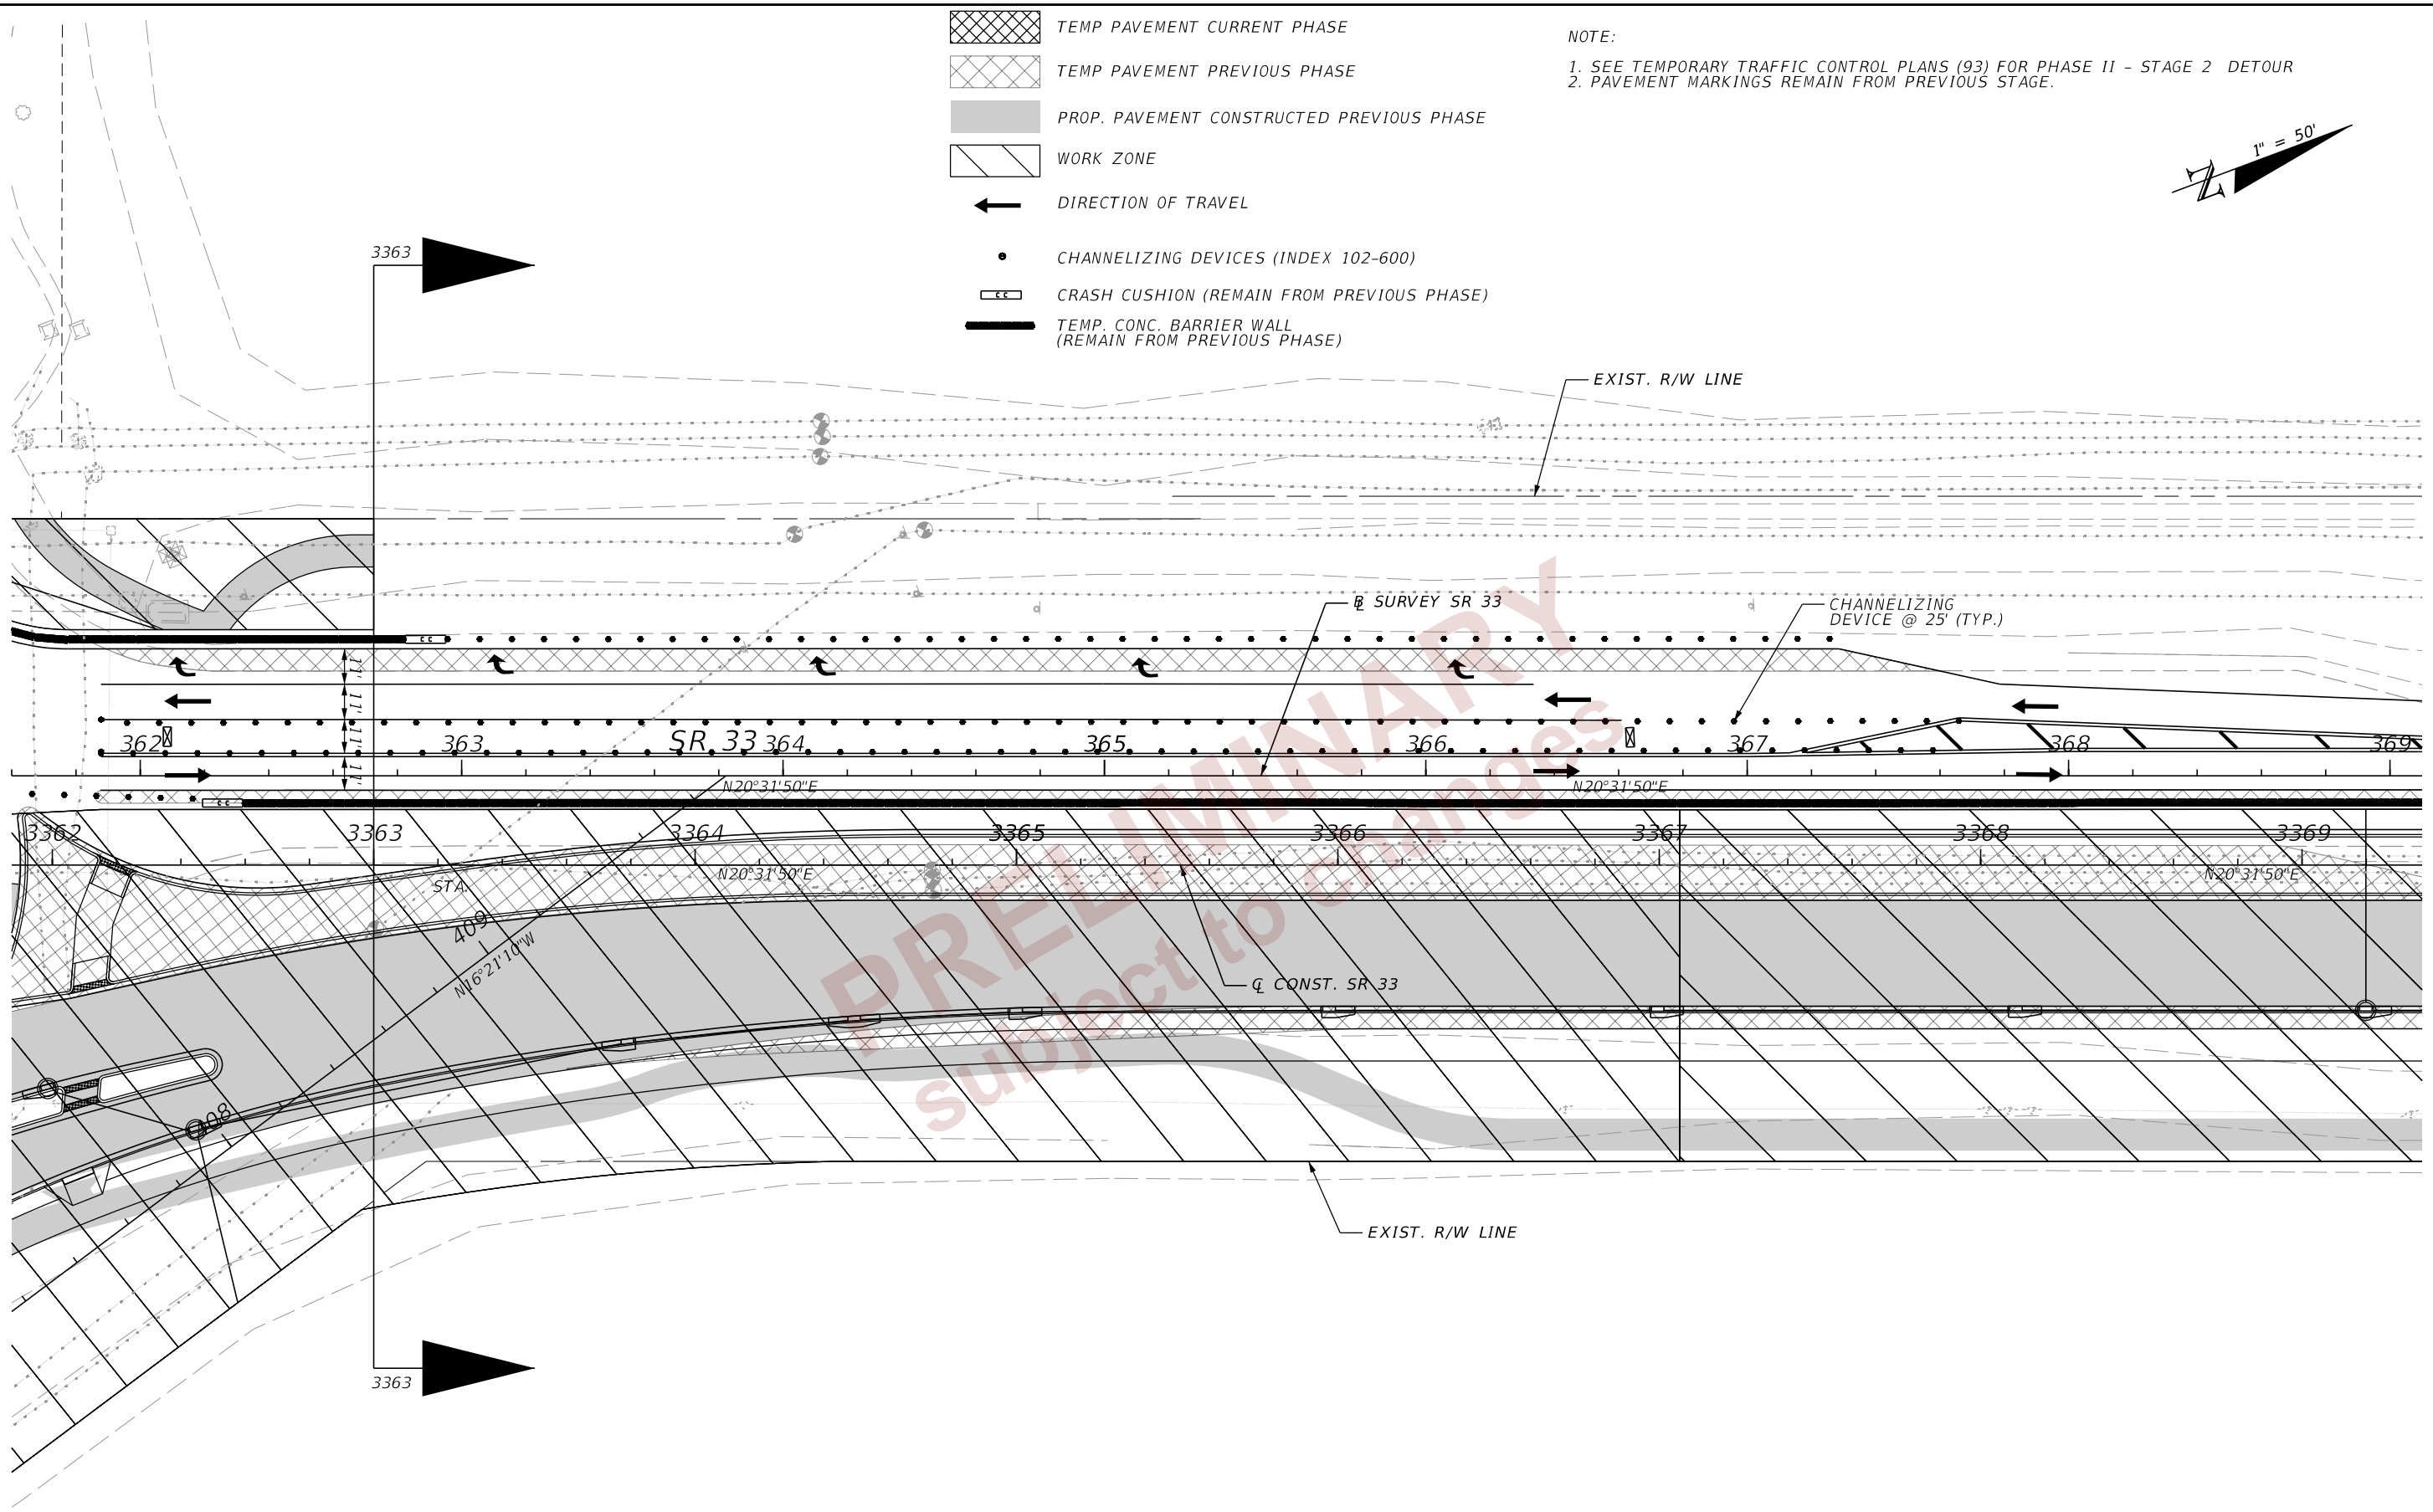 TEMP PAVEMENT CURRENT PHASE
TEMP PAVEMENT PREVIOUS PHASE
PROP. PAVEMENT CONSTRUCTED PREVIOUS PHASE
WORK ZONE
DIRECTION OF TRAVEL
CHANNELIZING DEVICES (INDEX 102-600)
CRASH CUSHION (REMAIN FROM PREVIOUS PHASE)
TEMP. CONC. BARRIER WALL
(REMAIN FROM PREVIOUS PHASE)
NOTE:
1. SEE TEMPORARY TRAFFIC CONTROL PLANS (93) FOR PHASE II - STAGE 2 DETOUR
2. PAVEMENT MARKINGS REMAIN FROM PREVIOUS STAGE.
1" = 50'
N
3363
EXIST. R/W LINE
℄ SURVEY SR 33
CHANNELIZING
DEVICE @ 25' (TYP.)
11'
11'
11'
11'
362
363
SR 33
364
365
366
367
368
369
N20°31'50"E
N20°31'50"E
3362
3363
3364
3365
3366
3367
3368
3369
STA.
N20°31'50"E
N20°31'50"E
409
N16°21'10"W
℄ CONST. SR 33
08
EXIST. R/W LINE
3363
PRELIMINARY
subject to changes